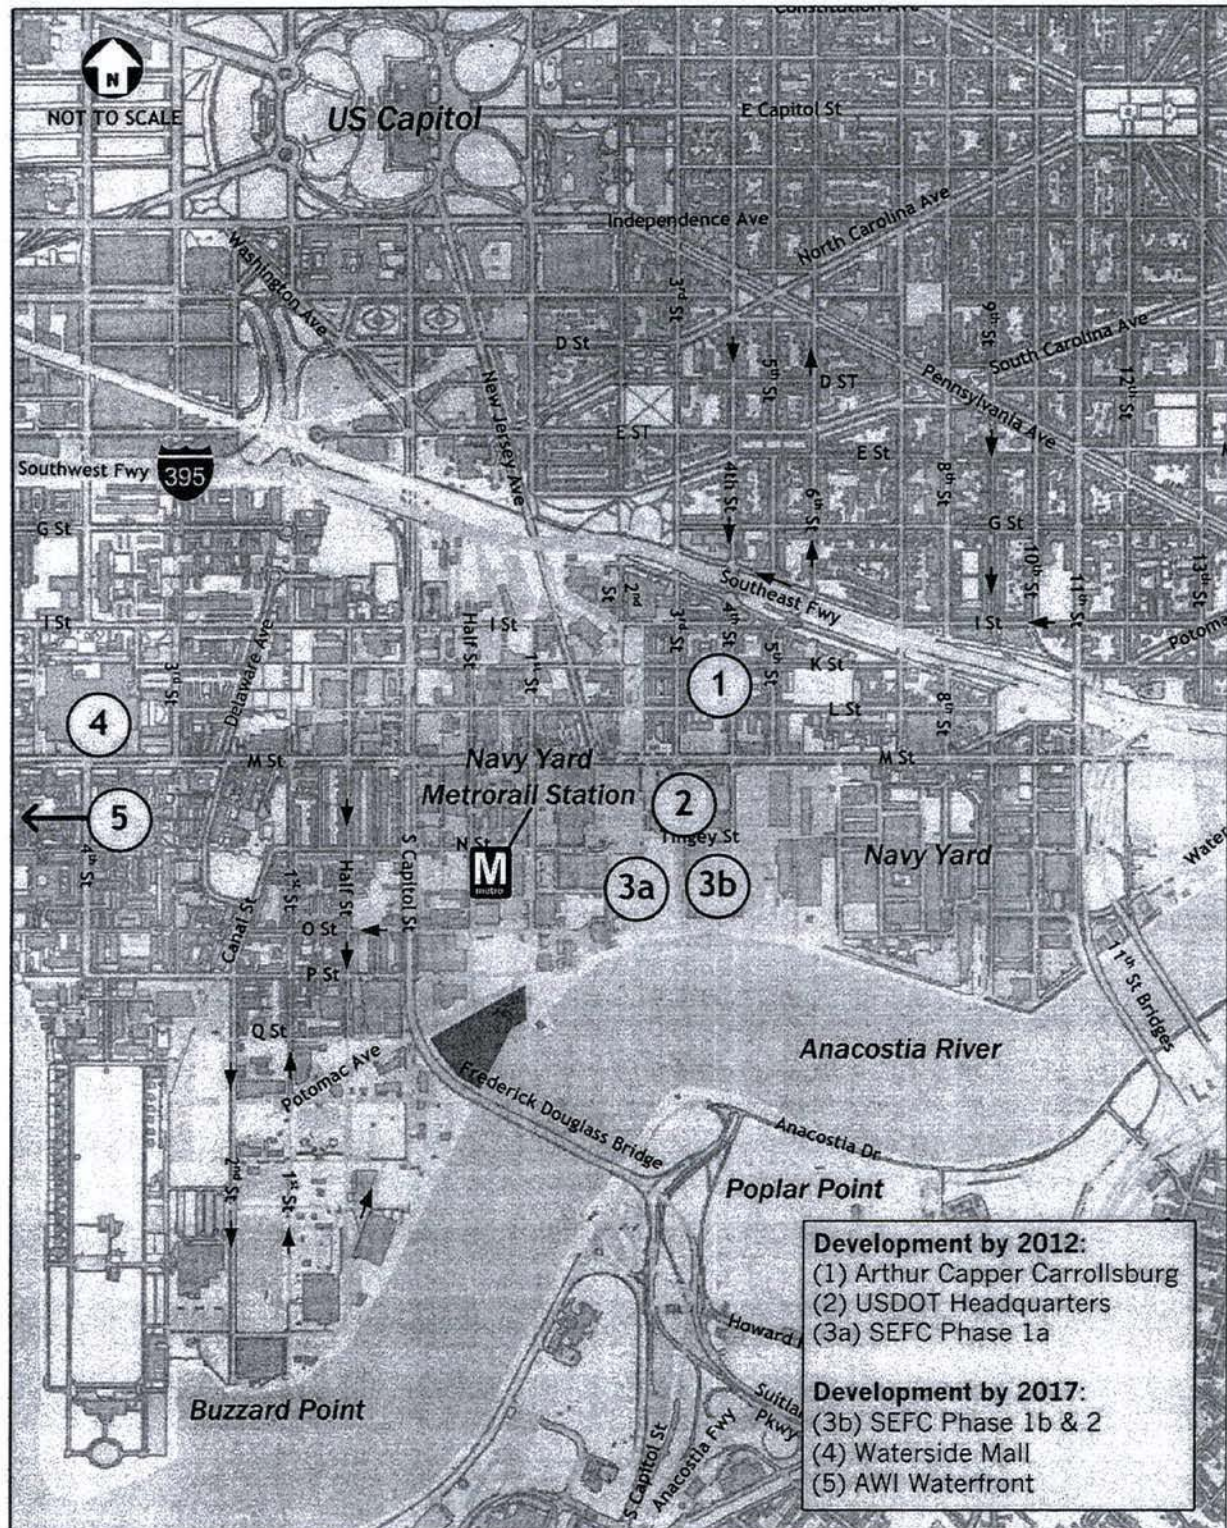 Constitution Ave
N
NOT TO SCALE
US Capitol
E Capitol St
Independence Ave
North Carolina Ave
Washington Ave
3rd St
9th St
South Carolina Ave
D St
5th St
D ST
12th St
New Jersey Ave
Pennsylvania Ave
E ST
E St
Southwest Fwy
395
4th St
6th St
8th St
G St
G St
10th St
11th St
13th St
Southeast Fwy
2nd St
3rd St
4th St
I St
Half St
I St
I St
1st St
5th St
K St
3rd St
Delaware Ave
1
L St
8th St
4
M St
M St
Navy Yard
Metrorail Station
2
5
Tingey St
N St
M
metro
Navy Yard
3a
3b
4th St
S Capitol St
1st St
Half St
Canal St
O St
P St
11th St Bridges
Q St
Potomac Ave
Anacostia River
Frederick Douglass Bridge
Anacostia Dr
2nd St
1st St
Poplar Point
Howard
Buzzard Point
Pkwy
S Capitol St
Anacostia Fwy
Development by 2012:
(1) Arthur Capper Carrollsburg
(2) USDOT Headquarters
(3a) SEFC Phase 1a
Development by 2017:
(3b) SEFC Phase 1b & 2
(4) Waterside Mall
(5) AWI Waterfront